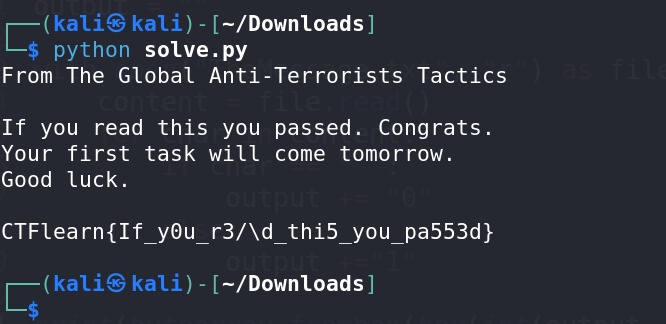 ┌──(kali㉿kali)-[~/Downloads]
└─$ python solve.py
From The Global Anti-Terrorists Tactics
If you read this you passed. Congrats.
Your first task will come tomorrow.
Good luck.
CTFlearn{If_y0u_r3/\d_thi5_you_pa553d}
┌──(kali㉿kali)-[~/Downloads]
└─$